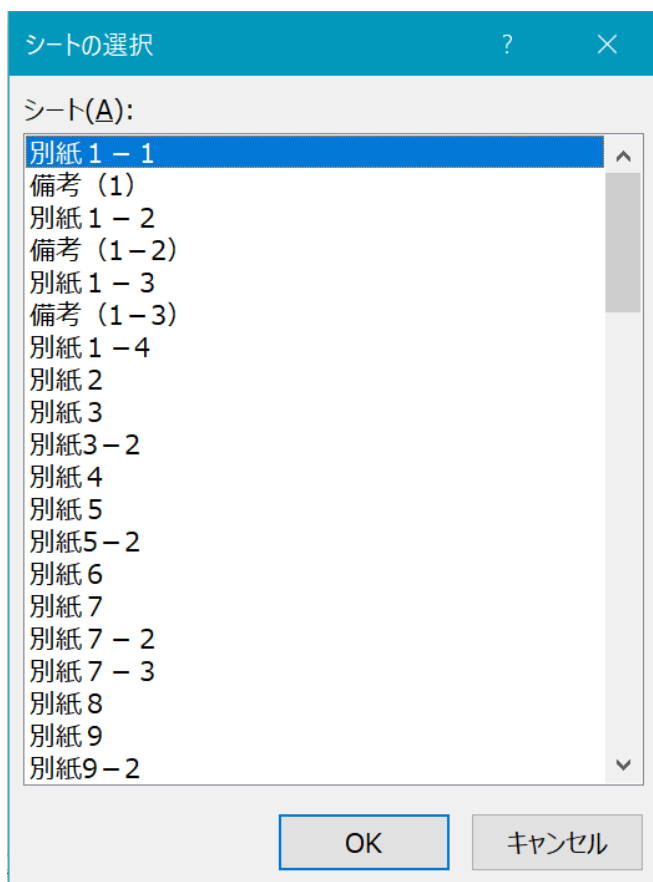 シートの選択
シート(A):
別紙１－１
備考（1）
別紙１－２
備考（1－2）
別紙１－３
備考（1－3）
別紙１－4
別紙２
別紙３
別紙3－2
別紙４
別紙５
別紙5－2
別紙６
別紙７
別紙７－２
別紙７－３
別紙８
別紙９
別紙9－2
OK キャンセル